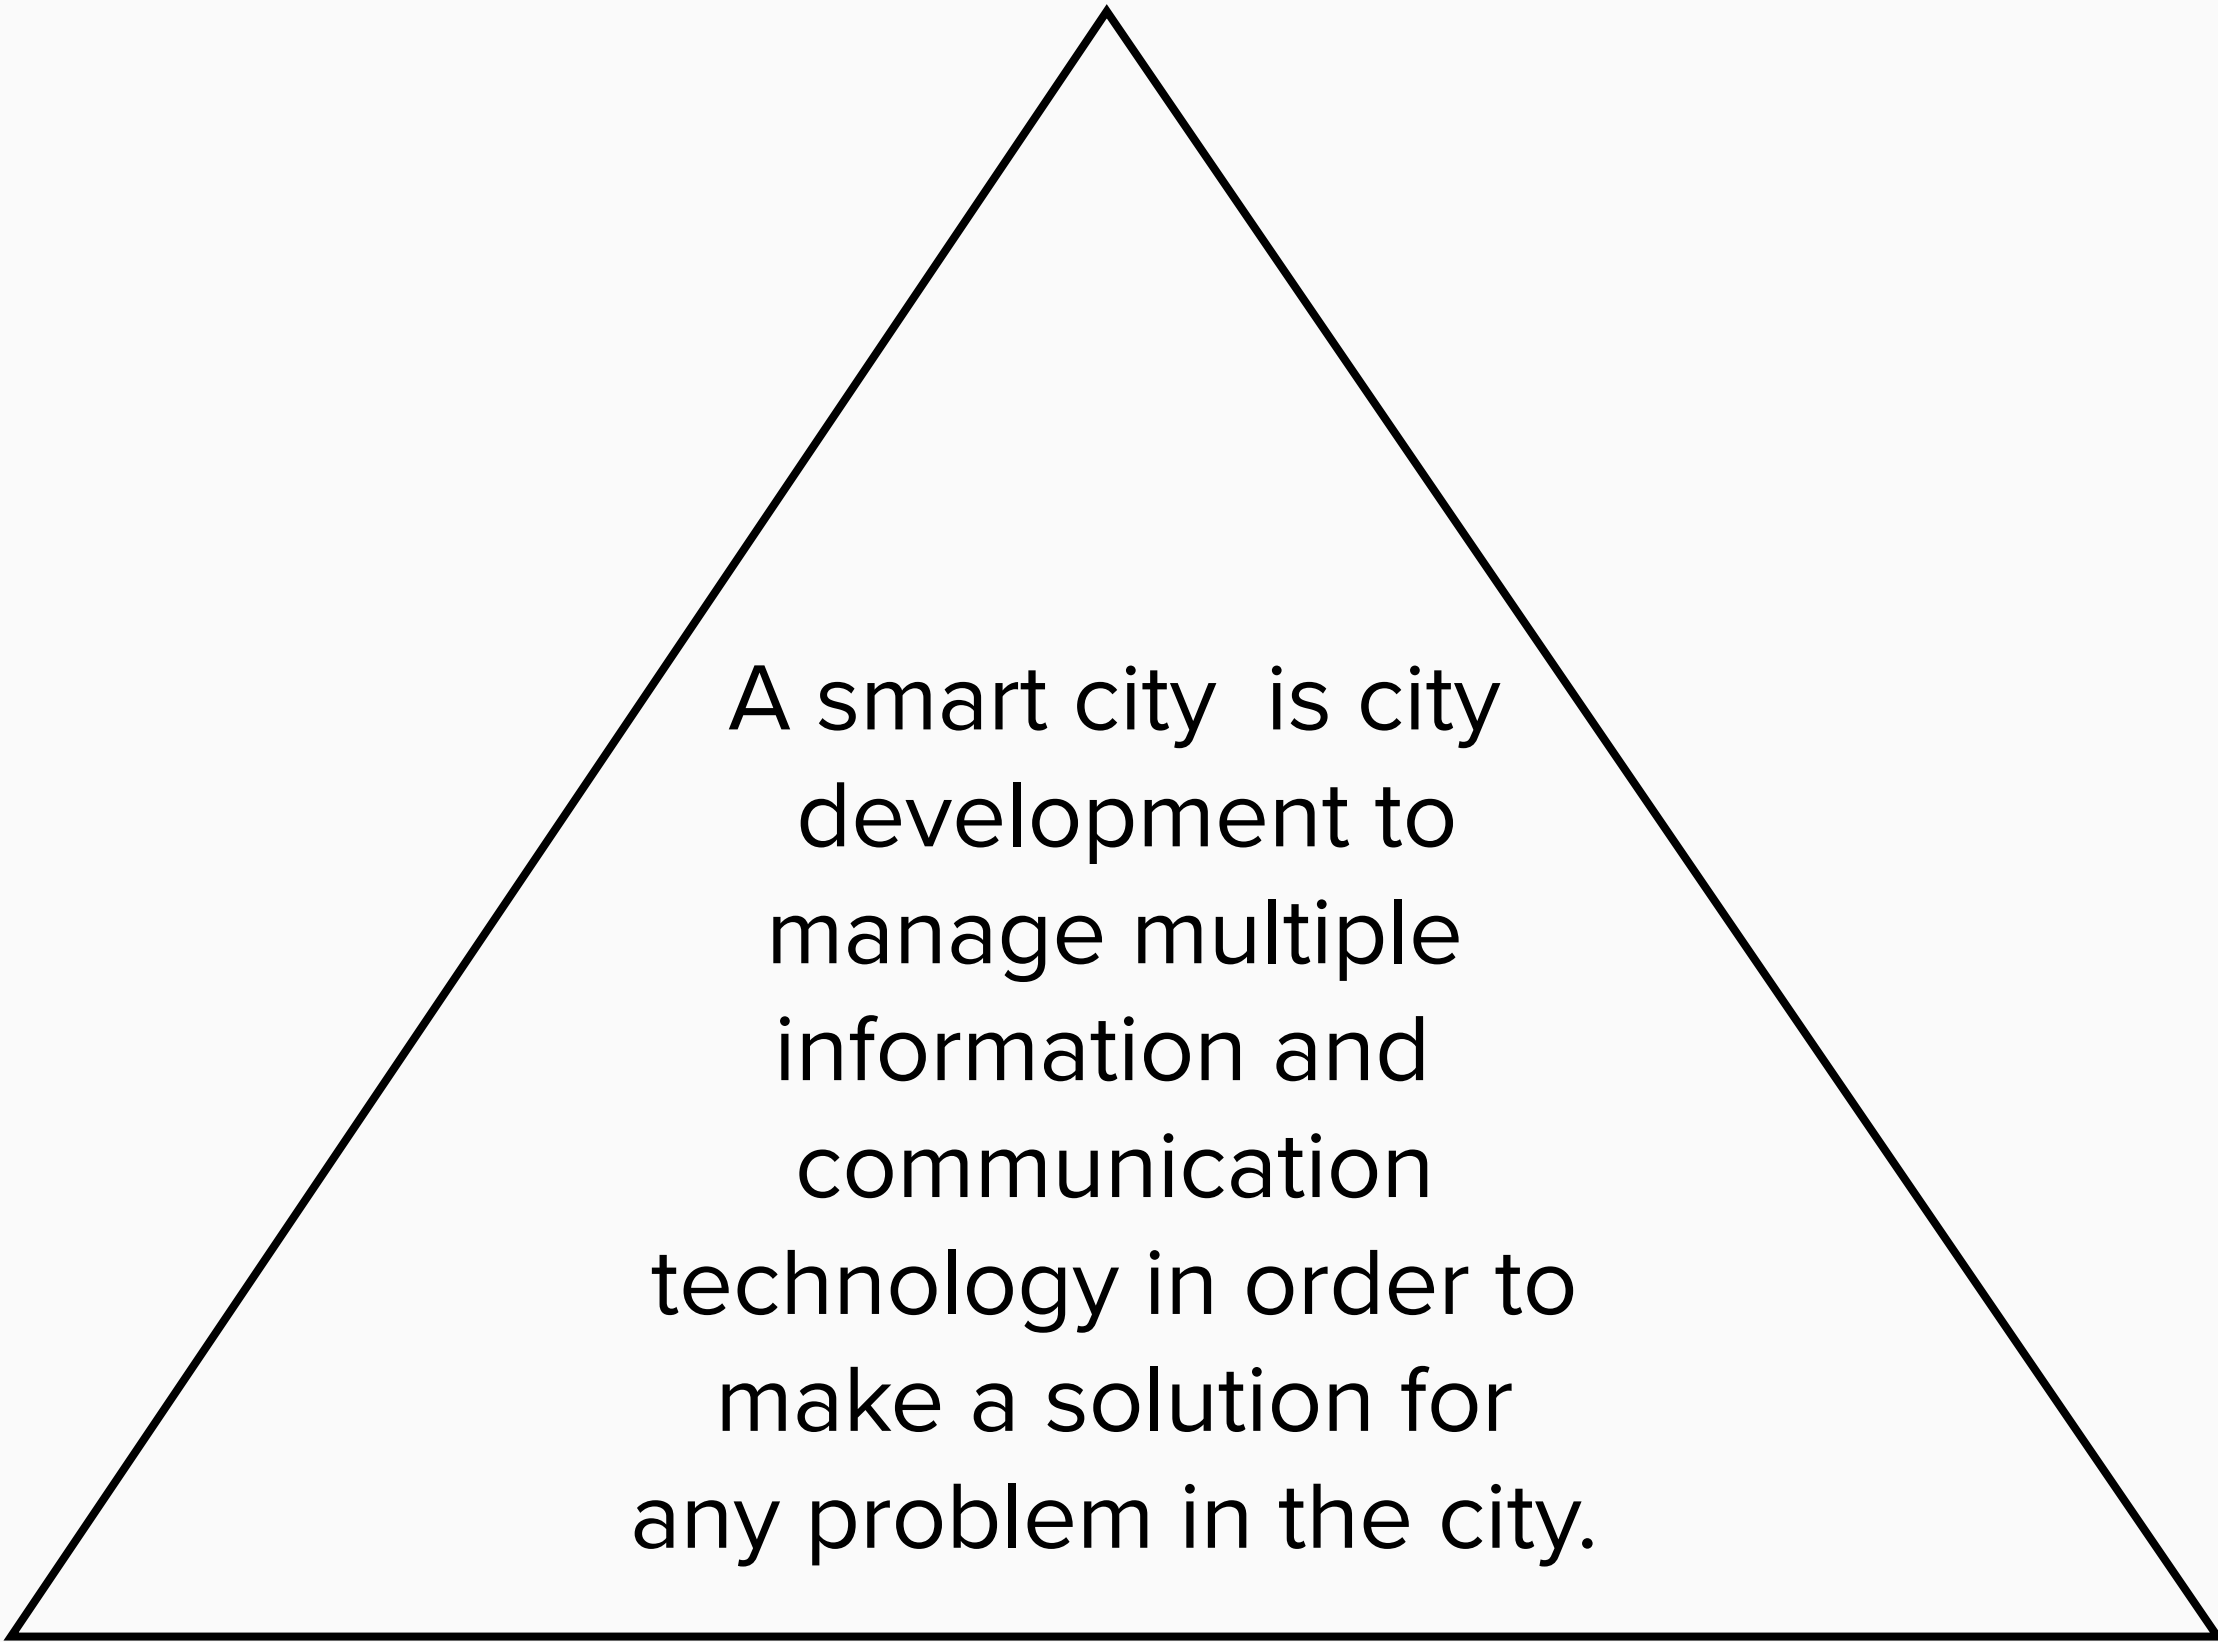 A smart city  is city
development to
manage multiple
information and
communication
technology in order to
make a solution for
any problem in the city.